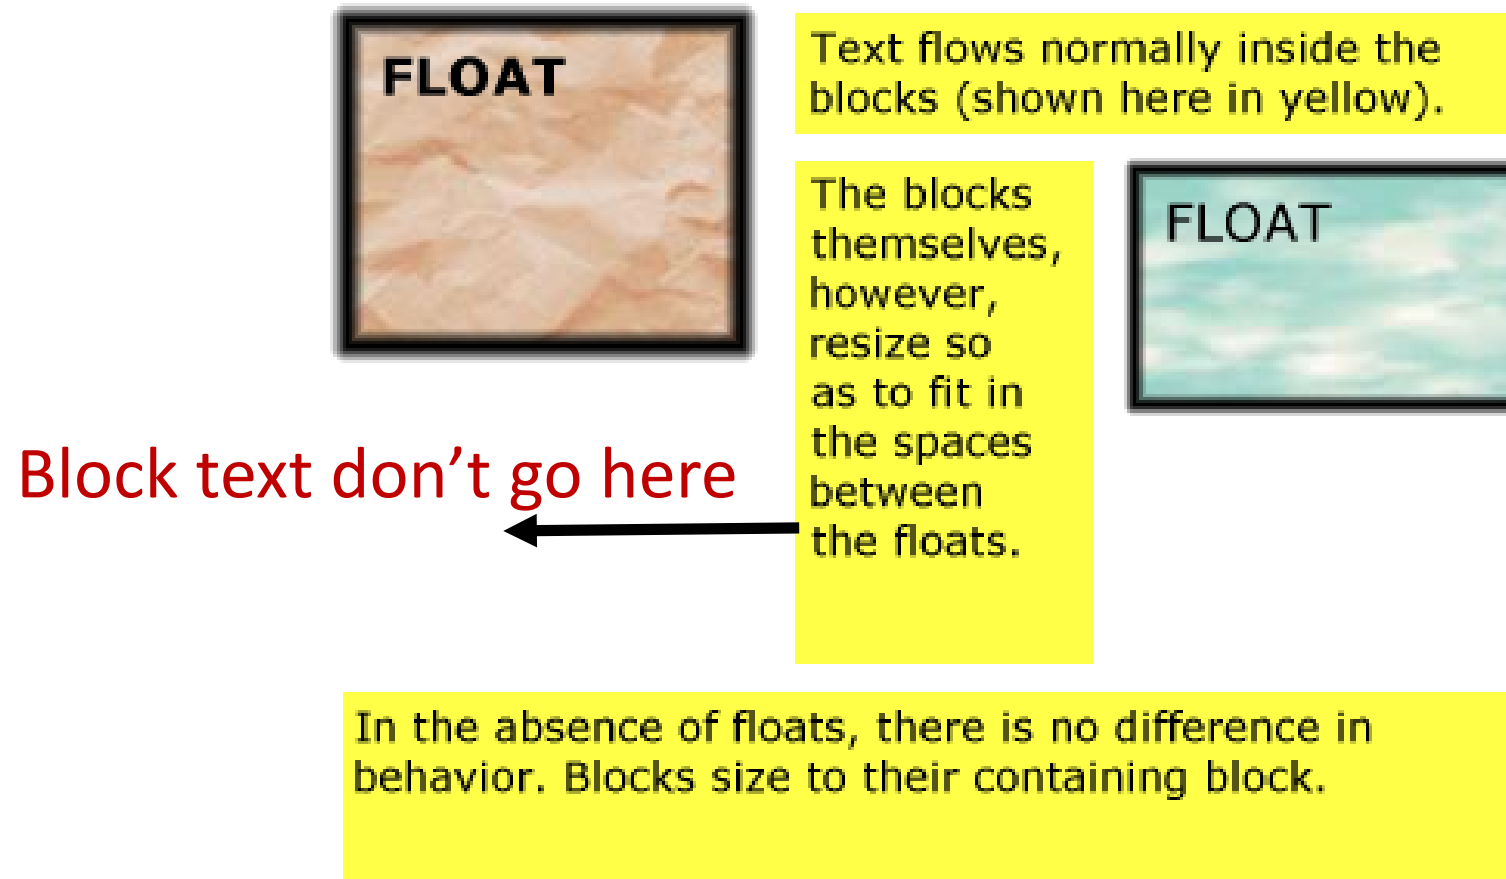 FLOAT
Text flows normally inside the
blocks (shown here in yellow).
The blocks
themselves,
however,
resize so
as to fit in
the spaces
between
the floats.
FLOAT
Block text don’t go here
In the absence of floats, there is no difference in
behavior. Blocks size to their containing block.